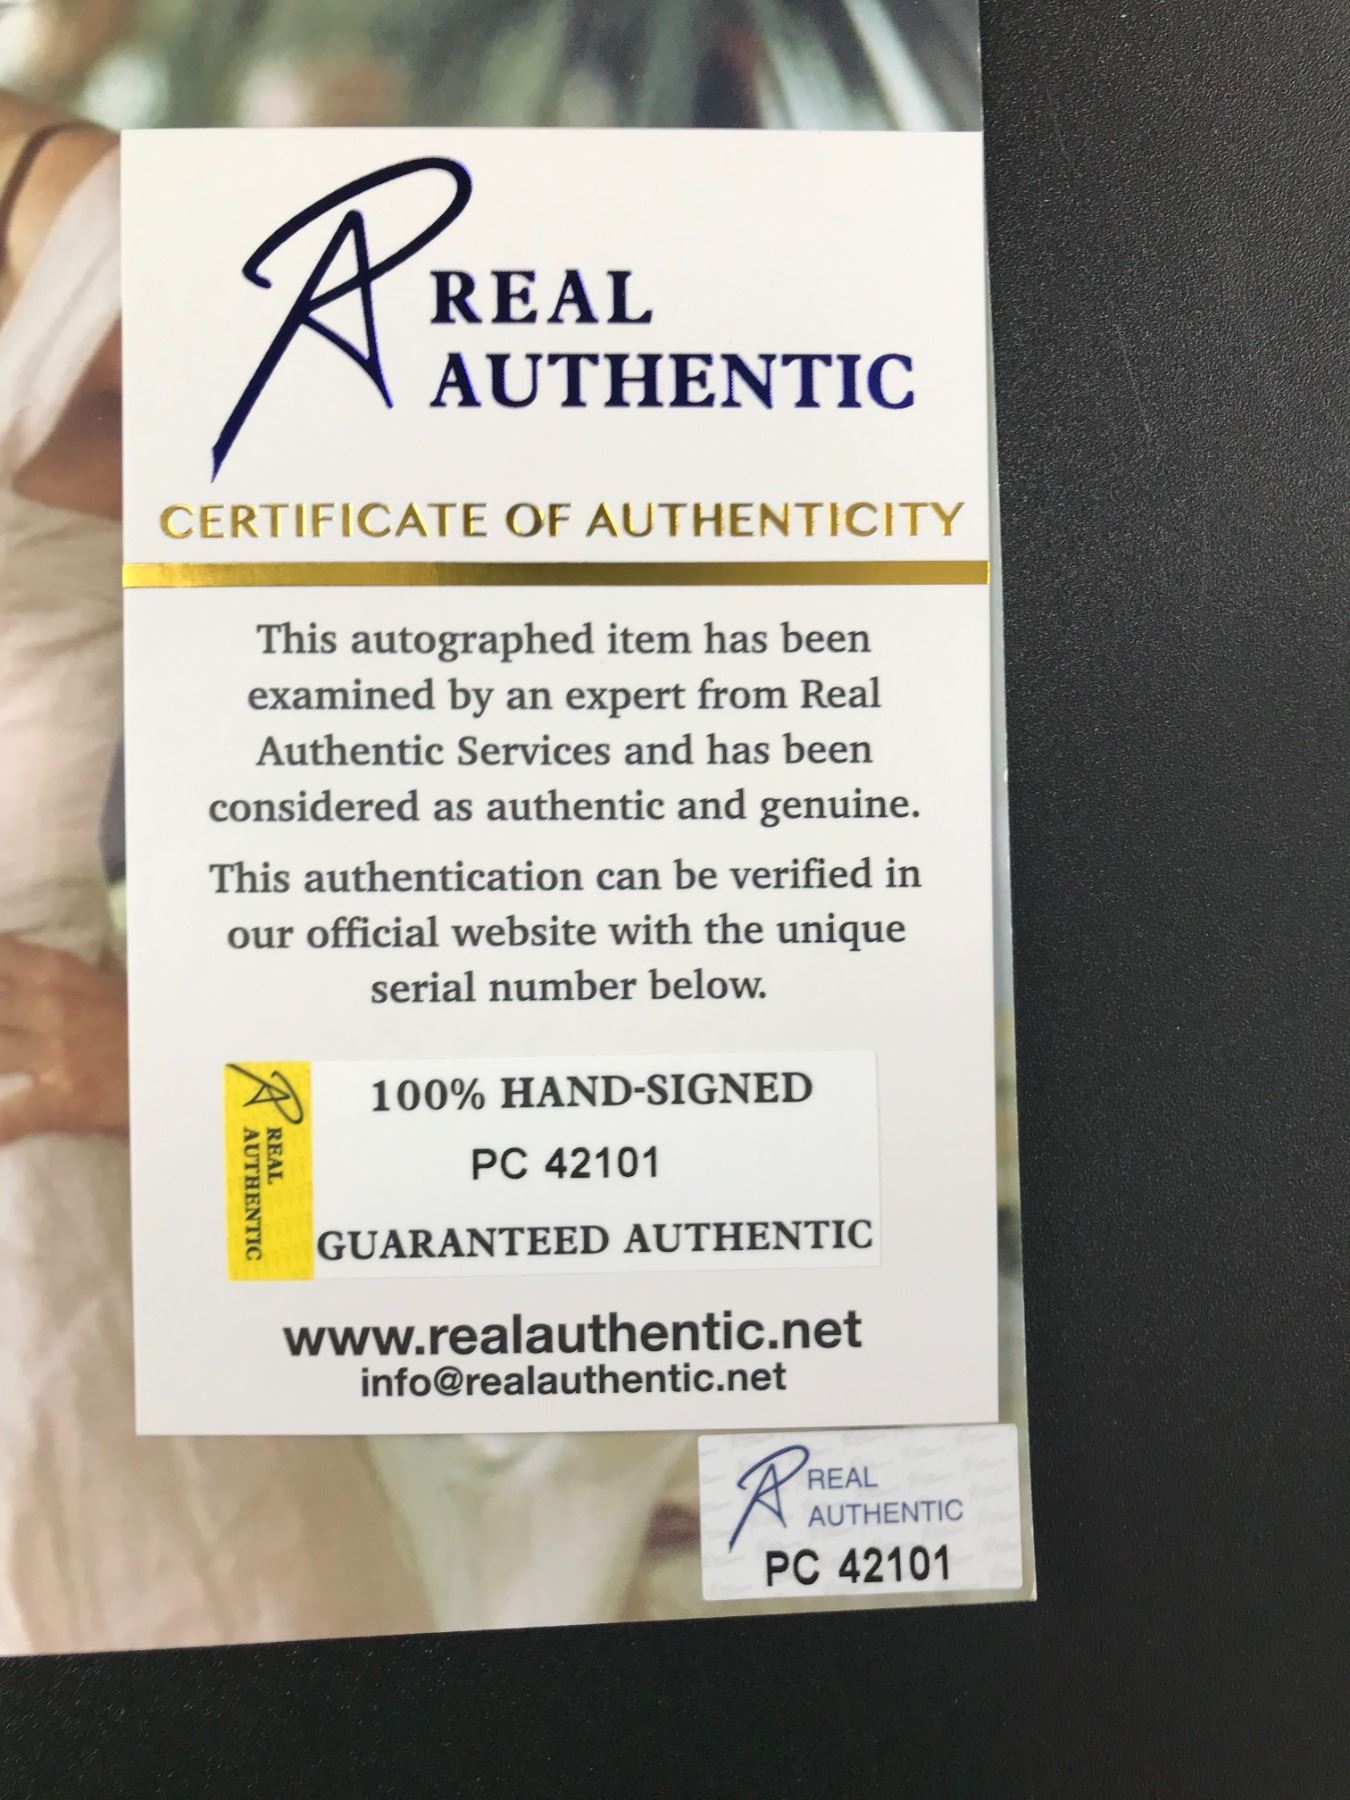 REAL
AUTHENTIC
CERTIFICATE OF AUTHENTICITY
This autographed item has been
examined by an expert from Real
Authentic Services and has been
considered as authentic and genuine.
This authentication can be verified in
our official website with the unique
serial number below.
REAL
AUTHENTIC
100% HAND-SIGNED
PC 42101
GUARANTEED AUTHENTIC
www.realauthentic.net
info@realauthentic.net
REAL
AUTHENTIC
PC 42101